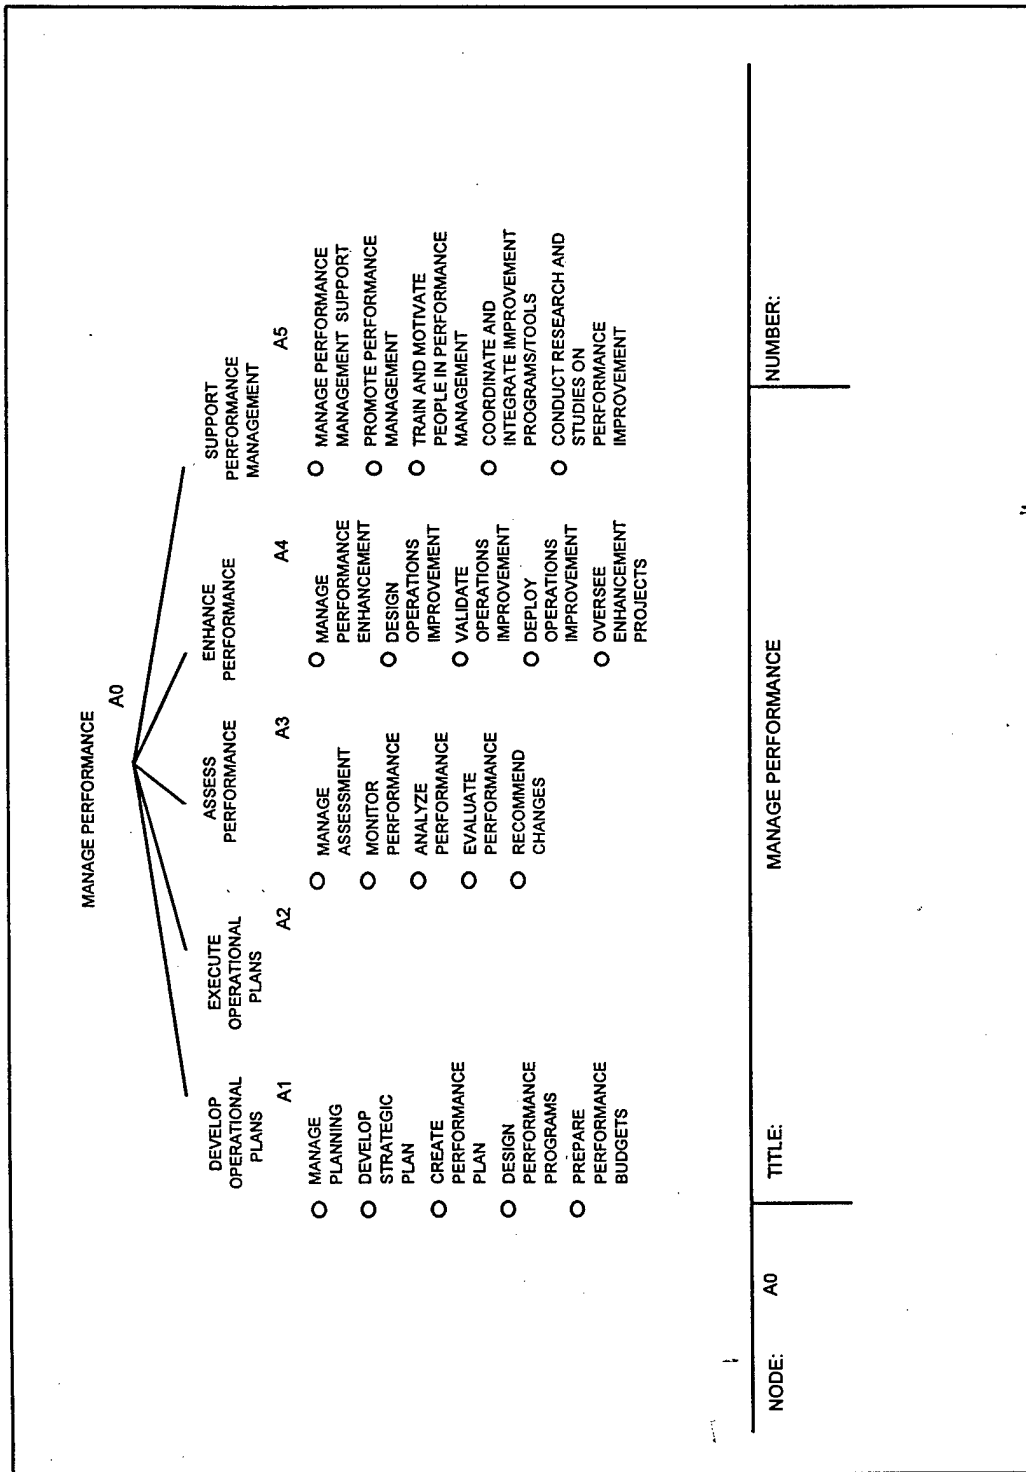 MANAGE PERFORMANCE
A0
DEVELOP
OPERATIONAL
PLANS
A1
○ MANAGE
PLANNING
○ DEVELOP
STRATEGIC
PLAN
○ CREATE
PERFORMANCE
PLAN
○ DESIGN
PERFORMANCE
PROGRAMS
○ PREPARE
PERFORMANCE
BUDGETS
EXECUTE
OPERATIONAL
PLANS
A2
ASSESS
PERFORMANCE
A3
○ MANAGE
ASSESSMENT
○ MONITOR
PERFORMANCE
○ ANALYZE
PERFORMANCE
○ EVALUATE
PERFORMANCE
○ RECOMMEND
CHANGES
ENHANCE
PERFORMANCE
A4
○ MANAGE
PERFORMANCE
ENHANCEMENT
○ DESIGN
OPERATIONS
IMPROVEMENT
○ VALIDATE
OPERATIONS
IMPROVEMENT
○ DEPLOY
OPERATIONS
IMPROVEMENT
○ OVERSEE
ENHANCEMENT
PROJECTS
SUPPORT
PERFORMANCE
MANAGEMENT
A5
○ MANAGE PERFORMANCE
MANAGEMENT SUPPORT
○ PROMOTE PERFORMANCE
MANAGEMENT
○ TRAIN AND MOTIVATE
PEOPLE IN PERFORMANCE
MANAGEMENT
○ COORDINATE AND
INTEGRATE IMPROVEMENT
PROGRAMS/TOOLS
○ CONDUCT RESEARCH AND
STUDIES ON
PERFORMANCE
IMPROVEMENT
NODE: A0
TITLE: MANAGE PERFORMANCE
NUMBER: